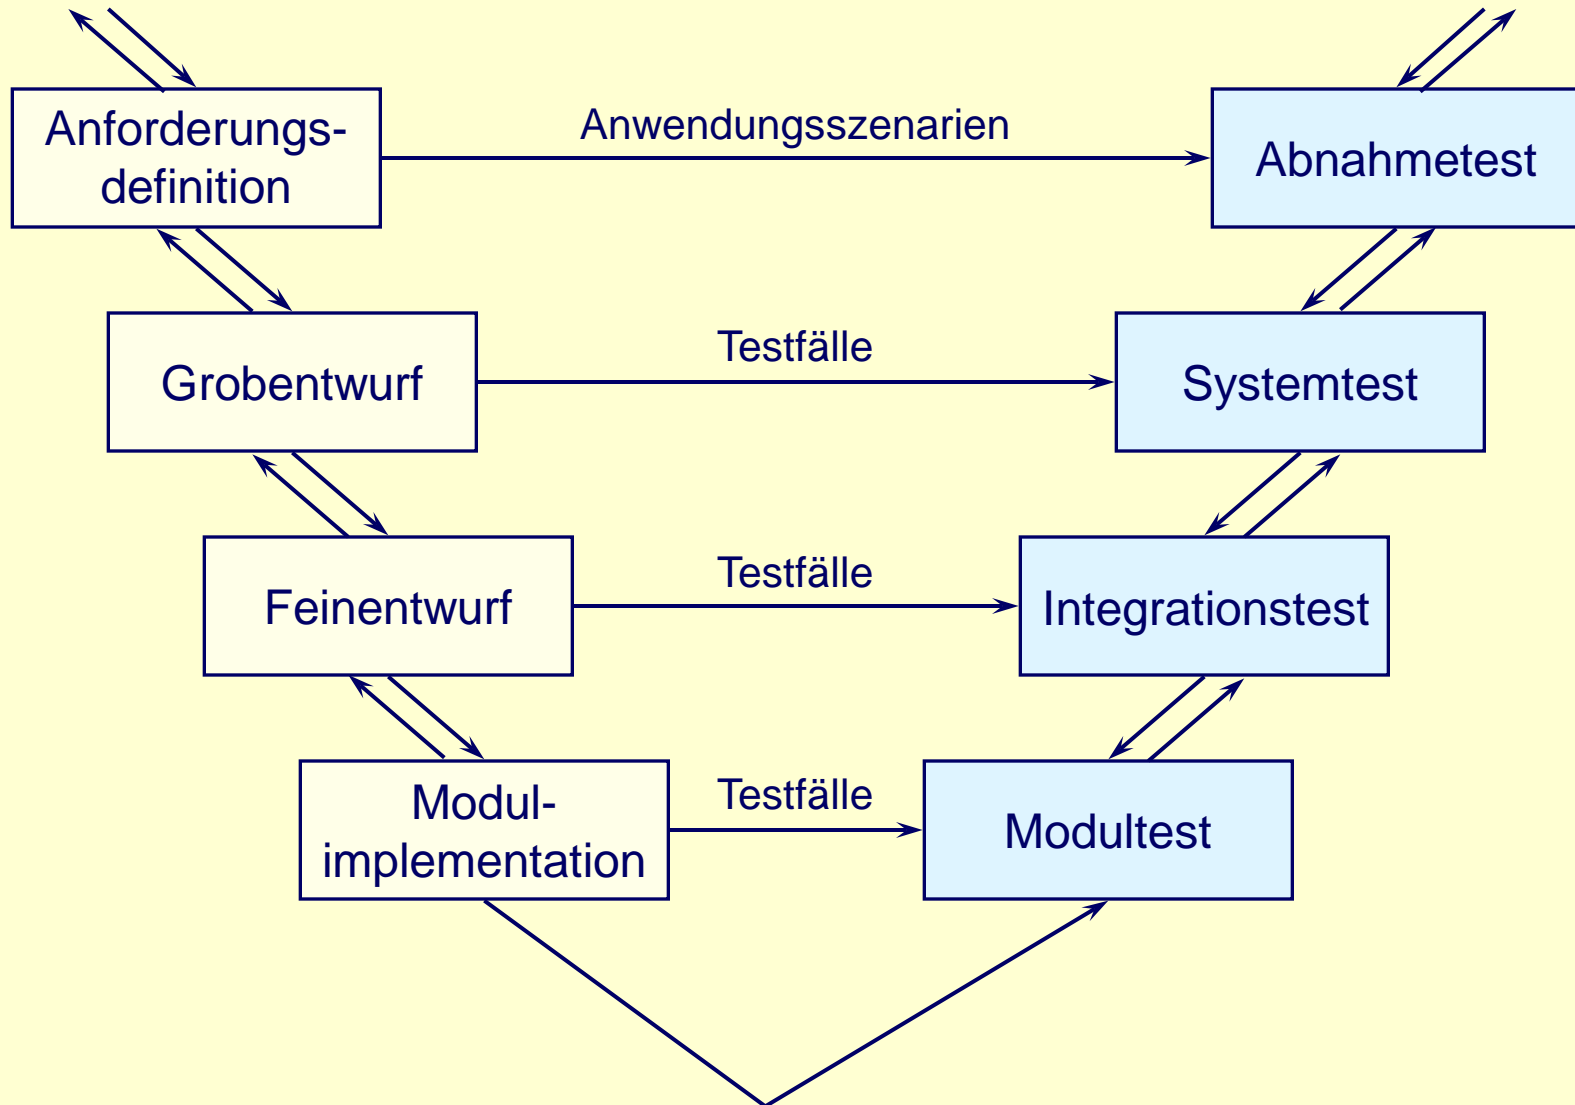 Anforderungs-
definition
Anwendungsszenarien
Abnahmetest
Grobentwurf
Testfälle
Systemtest
Feinentwurf
Testfälle
Integrationstest
Modul-
implementation
Testfälle
Modultest